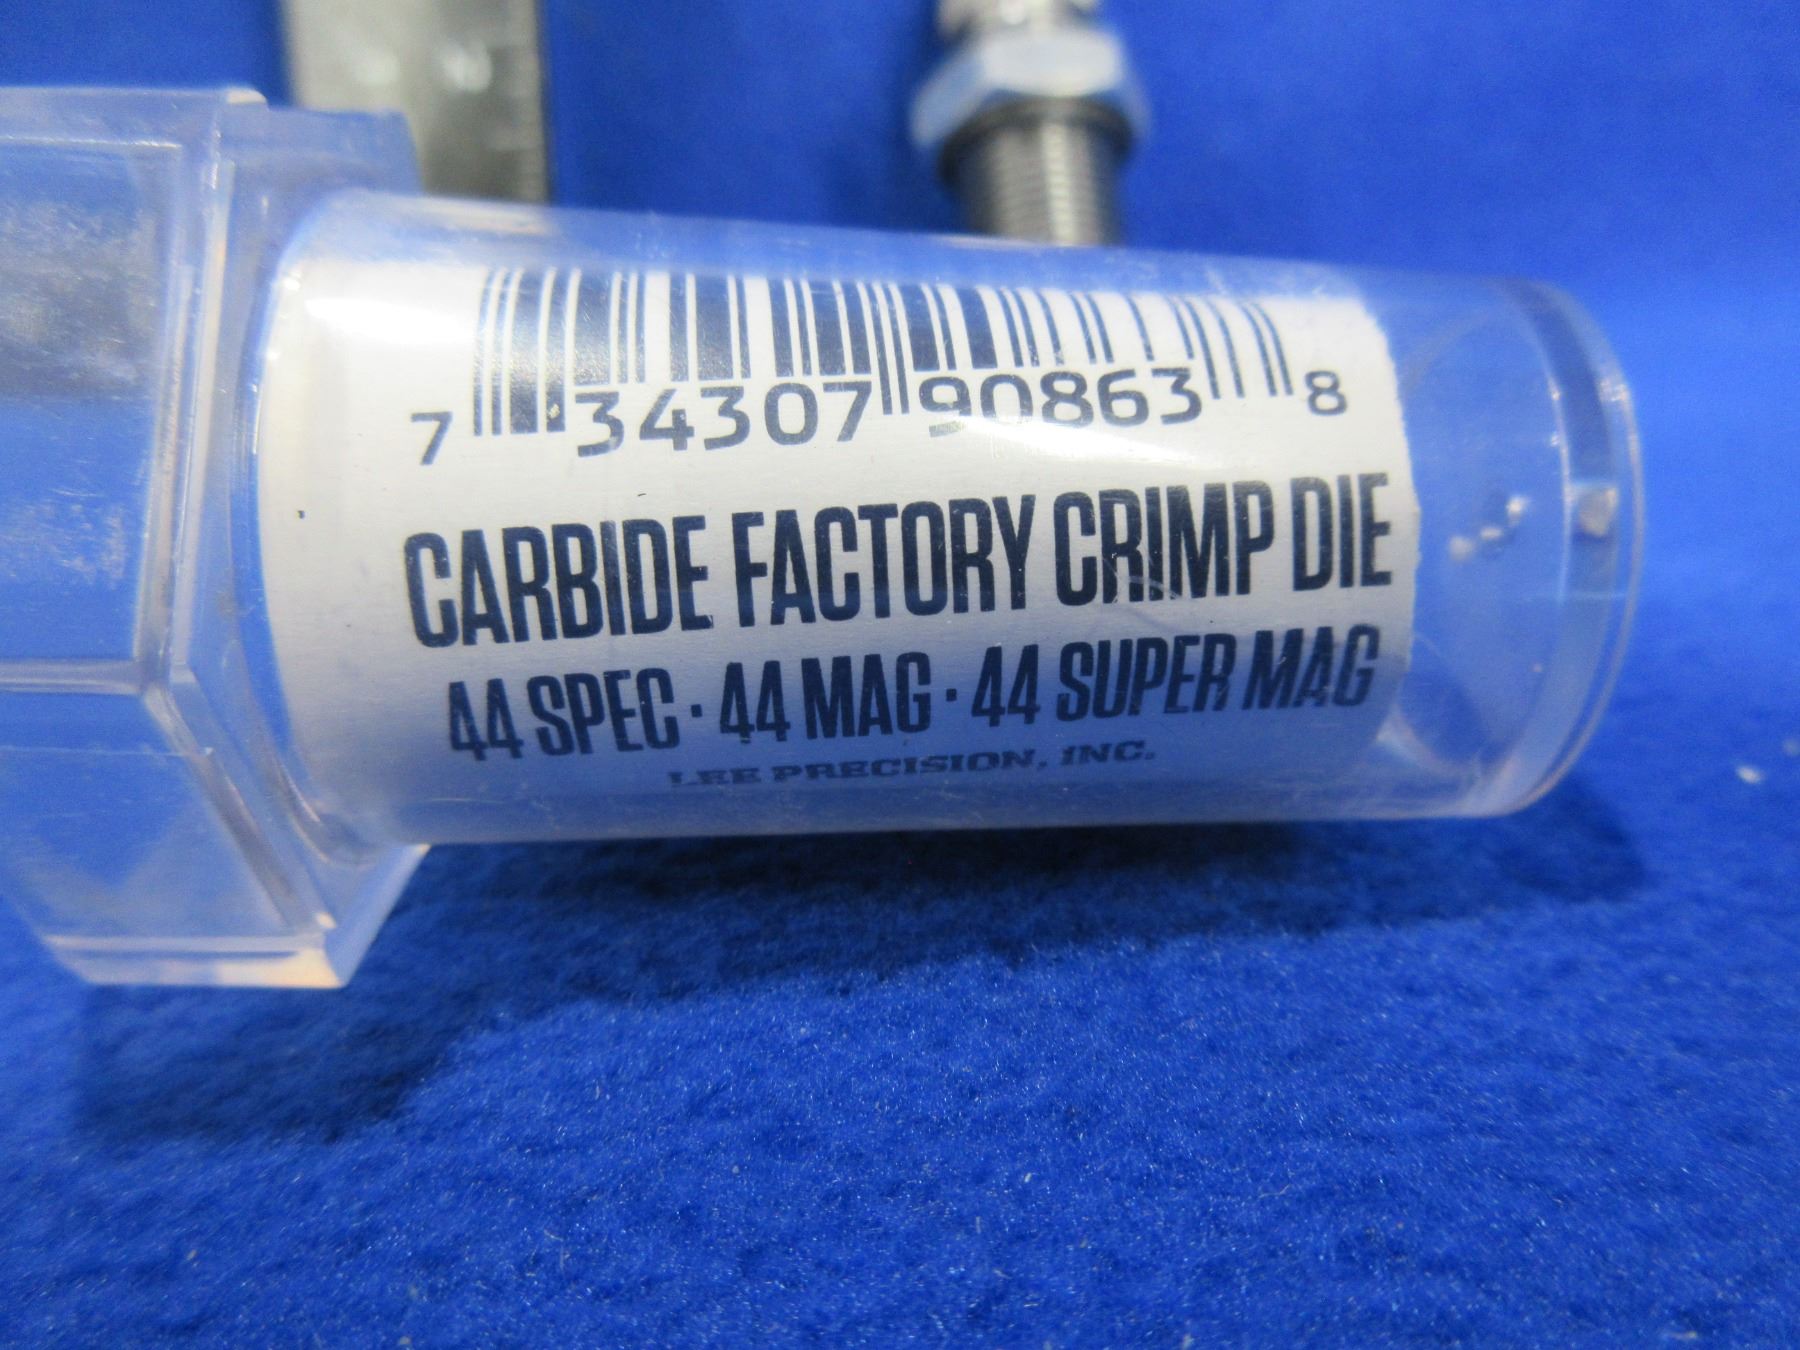 7 34307 90863 8
CARBIDE FACTORY CRIMP DIE
44 SPEC · 44 MAG · 44 SUPER MAG
LEE PRECISION, INC.